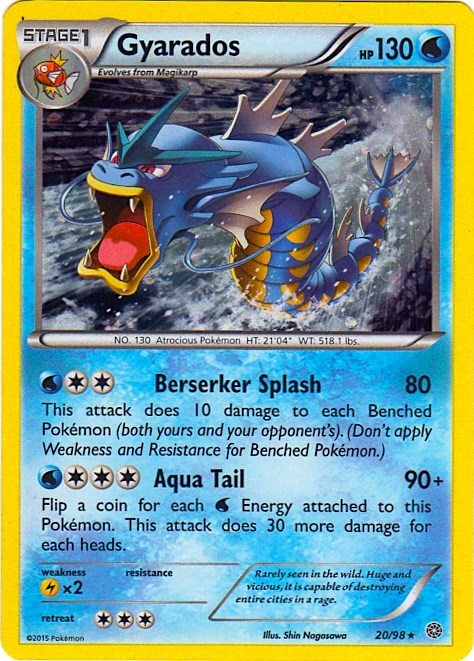 STAGE1 Gyarados HP130
Evolves from Magikarp
NO. 130 Atrocious Pokémon HT: 21'04" WT: 518.1 lbs.
Berserker Splash 80
This attack does 10 damage to each Benched
Pokémon (both yours and your opponent's). (Don't apply
Weakness and Resistance for Benched Pokémon.)
Aqua Tail 90+
Flip a coin for each Energy attached to this
Pokémon. This attack does 30 more damage for
each heads.
weakness resistance
×2
Rarely seen in the wild. Huge and
vicious, it is capable of destroying
entire cities in a rage.
retreat
©2015 Pokémon Illus. Shin Nagasawa 20/98★